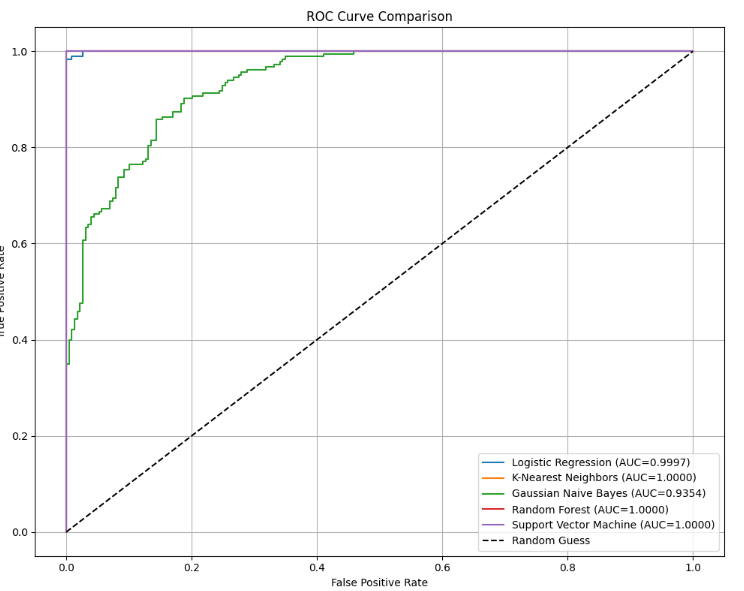 ROC Curve Comparison
1.0
0.8
0.6
0.4
0.2
0.0
True Positive Rate
0.0 0.2 0.4 0.6 0.8 1.0
False Positive Rate
Logistic Regression (AUC=0.9997)
K-Nearest Neighbors (AUC=1.0000)
Gaussian Naive Bayes (AUC=0.9354)
Random Forest (AUC=1.0000)
Support Vector Machine (AUC=1.0000)
Random Guess